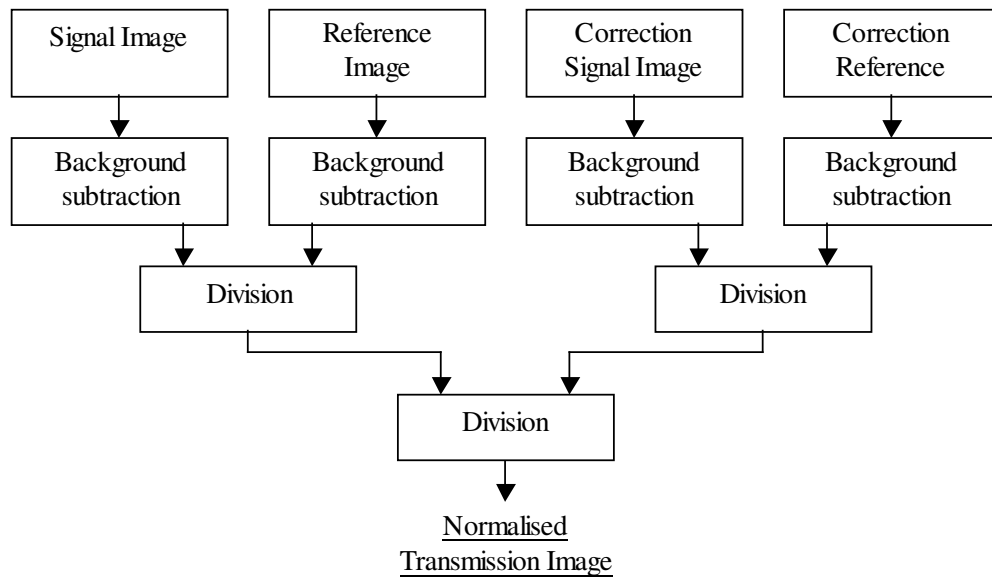 Signal Image
Reference
Image
Correction
Signal Image
Correction
Reference
Background
subtraction
Background
subtraction
Background
subtraction
Background
subtraction
Division
Division
Division
Normalised
Transmission Image